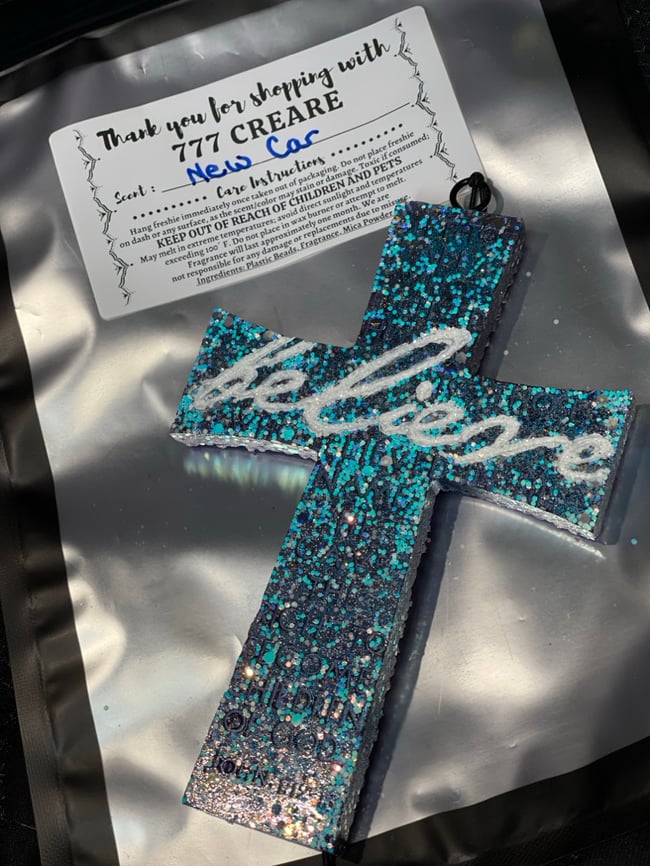 Thank you for shopping with
777 CREARE
Scent : New Car
Care Instructions
Hang freshie immediately once taken out of packaging. Do not place freshie
on dash or any surface, as the scent/color may stain or damage. Toxic if consumed.
KEEP OUT OF REACH OF CHILDREN AND PETS
May melt in extreme temperatures; avoid direct sunlight and temperatures
exceeding 100° F. Do not place in wax burner or attempt to melt.
Fragrance will last approximately one month. We are
not responsible for any damage or replacements due to misuse.
Ingredients: Plastic Beads, Fragrance, Mica Powder
believe
OF GOD
JOHN